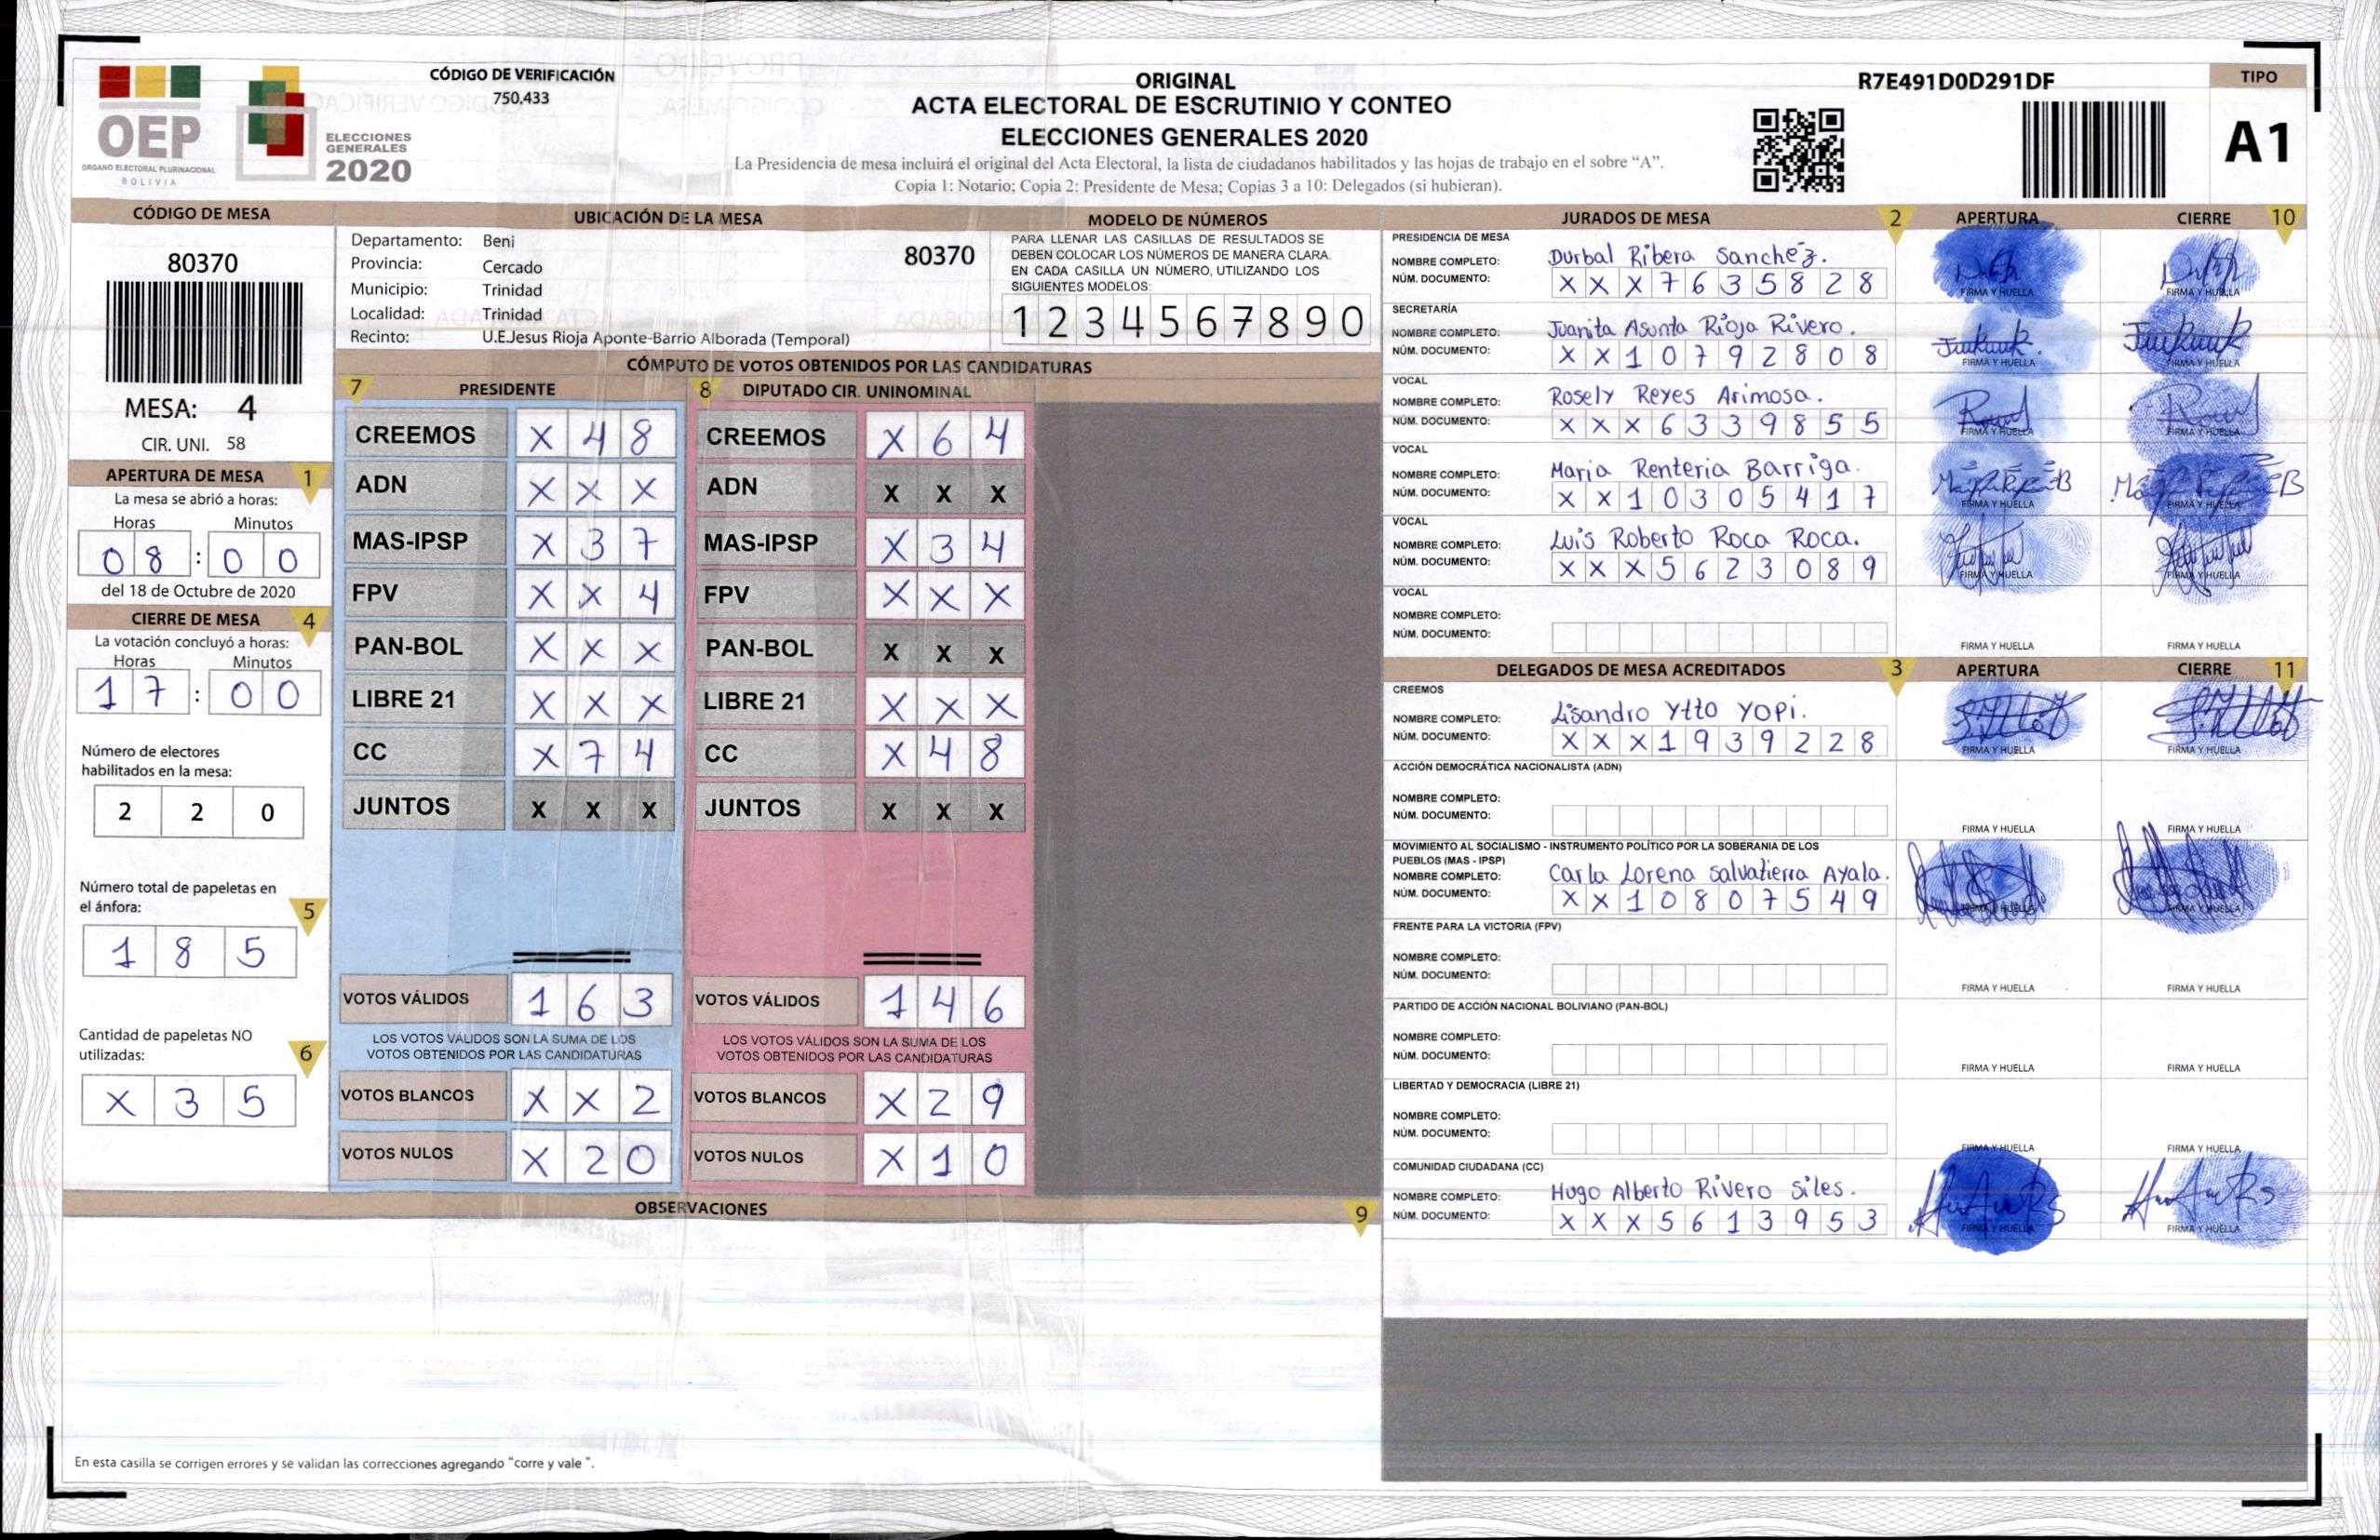 OEP
ORGANO ELECTORAL PLURINACIONAL
BOLIVIA
ELECCIONES
GENERALES
2020
CÓDIGO DE VERIFICACIÓN
750.433
ORIGINAL
ACTA ELECTORAL DE ESCRUTINIO Y CONTEO
ELECCIONES GENERALES 2020
La Presidencia de mesa incluirá el original del Acta Electoral, la lista de ciudadanos habilitados y las hojas de trabajo en el sobre “A”.
Copia 1: Notario; Copia 2: Presidente de Mesa; Copias 3 a 10: Delegados (si hubieran).
R7E491D0D291DF
TIPO
A1
CÓDIGO DE MESA
80370
MESA: 4
CIR. UNI. 58
APERTURA DE MESA 1
La mesa se abrió a horas:
Horas Minutos
0 8 : 0 0
del 18 de Octubre de 2020
CIERRE DE MESA 4
La votación concluyó a horas:
Horas Minutos
1 7 : 0 0
Número de electores
habilitados en la mesa:
2 2 0
Número total de papeletas en
el ánfora: 5
1 8 5
Cantidad de papeletas NO
utilizadas: 6
X 3 5
UBICACIÓN DE LA MESA
Departamento: Beni 80370
Provincia: Cercado
Municipio: Trinidad
Localidad: Trinidad
Recinto: U.E.Jesus Rioja Aponte-Barrio Alborada (Temporal)
MODELO DE NÚMEROS
PARA LLENAR LAS CASILLAS DE RESULTADOS SE
DEBEN COLOCAR LOS NÚMEROS DE MANERA CLARA.
EN CADA CASILLA UN NÚMERO, UTILIZANDO LOS
SIGUIENTES MODELOS:
1 2 3 4 5 6 7 8 9 0
CÓMPUTO DE VOTOS OBTENIDOS POR LAS CANDIDATURAS
7 PRESIDENTE 8 DIPUTADO CIR. UNINOMINAL
CREEMOS X 4 8 CREEMOS X 6 4
ADN X X X ADN X X X
MAS-IPSP X 3 7 MAS-IPSP X 3 4
FPV X X 4 FPV X X X
PAN-BOL X X X PAN-BOL X X X
LIBRE 21 X X X LIBRE 21 X X X
CC X 7 4 CC X 4 8
JUNTOS X X X JUNTOS X X X
VOTOS VÁLIDOS 1 6 3 VOTOS VÁLIDOS 1 4 6
LOS VOTOS VÁLIDOS SON LA SUMA DE LOS LOS VOTOS VÁLIDOS SON LA SUMA DE LOS
VOTOS OBTENIDOS POR LAS CANDIDATURAS VOTOS OBTENIDOS POR LAS CANDIDATURAS
VOTOS BLANCOS X X 2 VOTOS BLANCOS X 2 9
VOTOS NULOS X 2 0 VOTOS NULOS X 1 0
OBSERVACIONES 9
En esta casilla se corrigen errores y se validan las correcciones agregando "corre y vale ".
JURADOS DE MESA 2 APERTURA CIERRE 10
PRESIDENCIA DE MESA
NOMBRE COMPLETO: Durbal Ribera Sanchez.
NÚM. DOCUMENTO: X X X 7 6 3 5 8 2 8
FIRMA Y HUELLA FIRMA Y HUELLA
SECRETARÍA
NOMBRE COMPLETO: Juanita Asunta Rioja Rivero.
NÚM. DOCUMENTO: X X 1 0 7 9 2 8 0 8
FIRMA Y HUELLA FIRMA Y HUELLA
VOCAL
NOMBRE COMPLETO: Rosely Reyes Arimosa.
NÚM. DOCUMENTO: X X X 6 3 3 9 8 5 5
FIRMA Y HUELLA FIRMA Y HUELLA
VOCAL
NOMBRE COMPLETO: Maria Renteria Barriga.
NÚM. DOCUMENTO: X X 1 0 3 0 5 4 1 7
FIRMA Y HUELLA FIRMA Y HUELLA
VOCAL
NOMBRE COMPLETO: Luis Roberto Roca Roca.
NÚM. DOCUMENTO: X X X 5 6 2 3 0 8 9
FIRMA Y HUELLA FIRMA Y HUELLA
VOCAL
NOMBRE COMPLETO:
NÚM. DOCUMENTO:
FIRMA Y HUELLA FIRMA Y HUELLA
DELEGADOS DE MESA ACREDITADOS 3 APERTURA CIERRE 11
CREEMOS
NOMBRE COMPLETO: Lisandro Ytto Yopi.
NÚM. DOCUMENTO: X X X 1 9 3 9 2 2 8
FIRMA Y HUELLA FIRMA Y HUELLA
ACCIÓN DEMOCRÁTICA NACIONALISTA (ADN)
NOMBRE COMPLETO:
NÚM. DOCUMENTO:
FIRMA Y HUELLA FIRMA Y HUELLA
MOVIMIENTO AL SOCIALISMO - INSTRUMENTO POLÍTICO POR LA SOBERANIA DE LOS
PUEBLOS (MAS - IPSP)
NOMBRE COMPLETO: Carla Lorena Salvatierra Ayala.
NÚM. DOCUMENTO: X X 1 0 8 0 7 5 4 9
FIRMA Y HUELLA FIRMA Y HUELLA
FRENTE PARA LA VICTORIA (FPV)
NOMBRE COMPLETO:
NÚM. DOCUMENTO:
FIRMA Y HUELLA FIRMA Y HUELLA
PARTIDO DE ACCIÓN NACIONAL BOLIVIANO (PAN-BOL)
NOMBRE COMPLETO:
NÚM. DOCUMENTO:
FIRMA Y HUELLA FIRMA Y HUELLA
LIBERTAD Y DEMOCRACIA (LIBRE 21)
NOMBRE COMPLETO:
NÚM. DOCUMENTO:
FIRMA Y HUELLA FIRMA Y HUELLA
COMUNIDAD CIUDADANA (CC)
NOMBRE COMPLETO: Hugo Alberto Rivero Siles.
NÚM. DOCUMENTO: X X X 5 6 1 3 9 5 3
FIRMA Y HUELLA FIRMA Y HUELLA